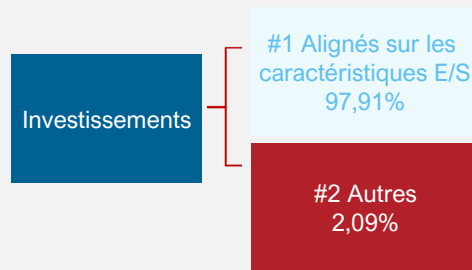 #1 Alignés sur les
caractéristiques E/S
97,91%
Investissements
#2 Autres
2,09%